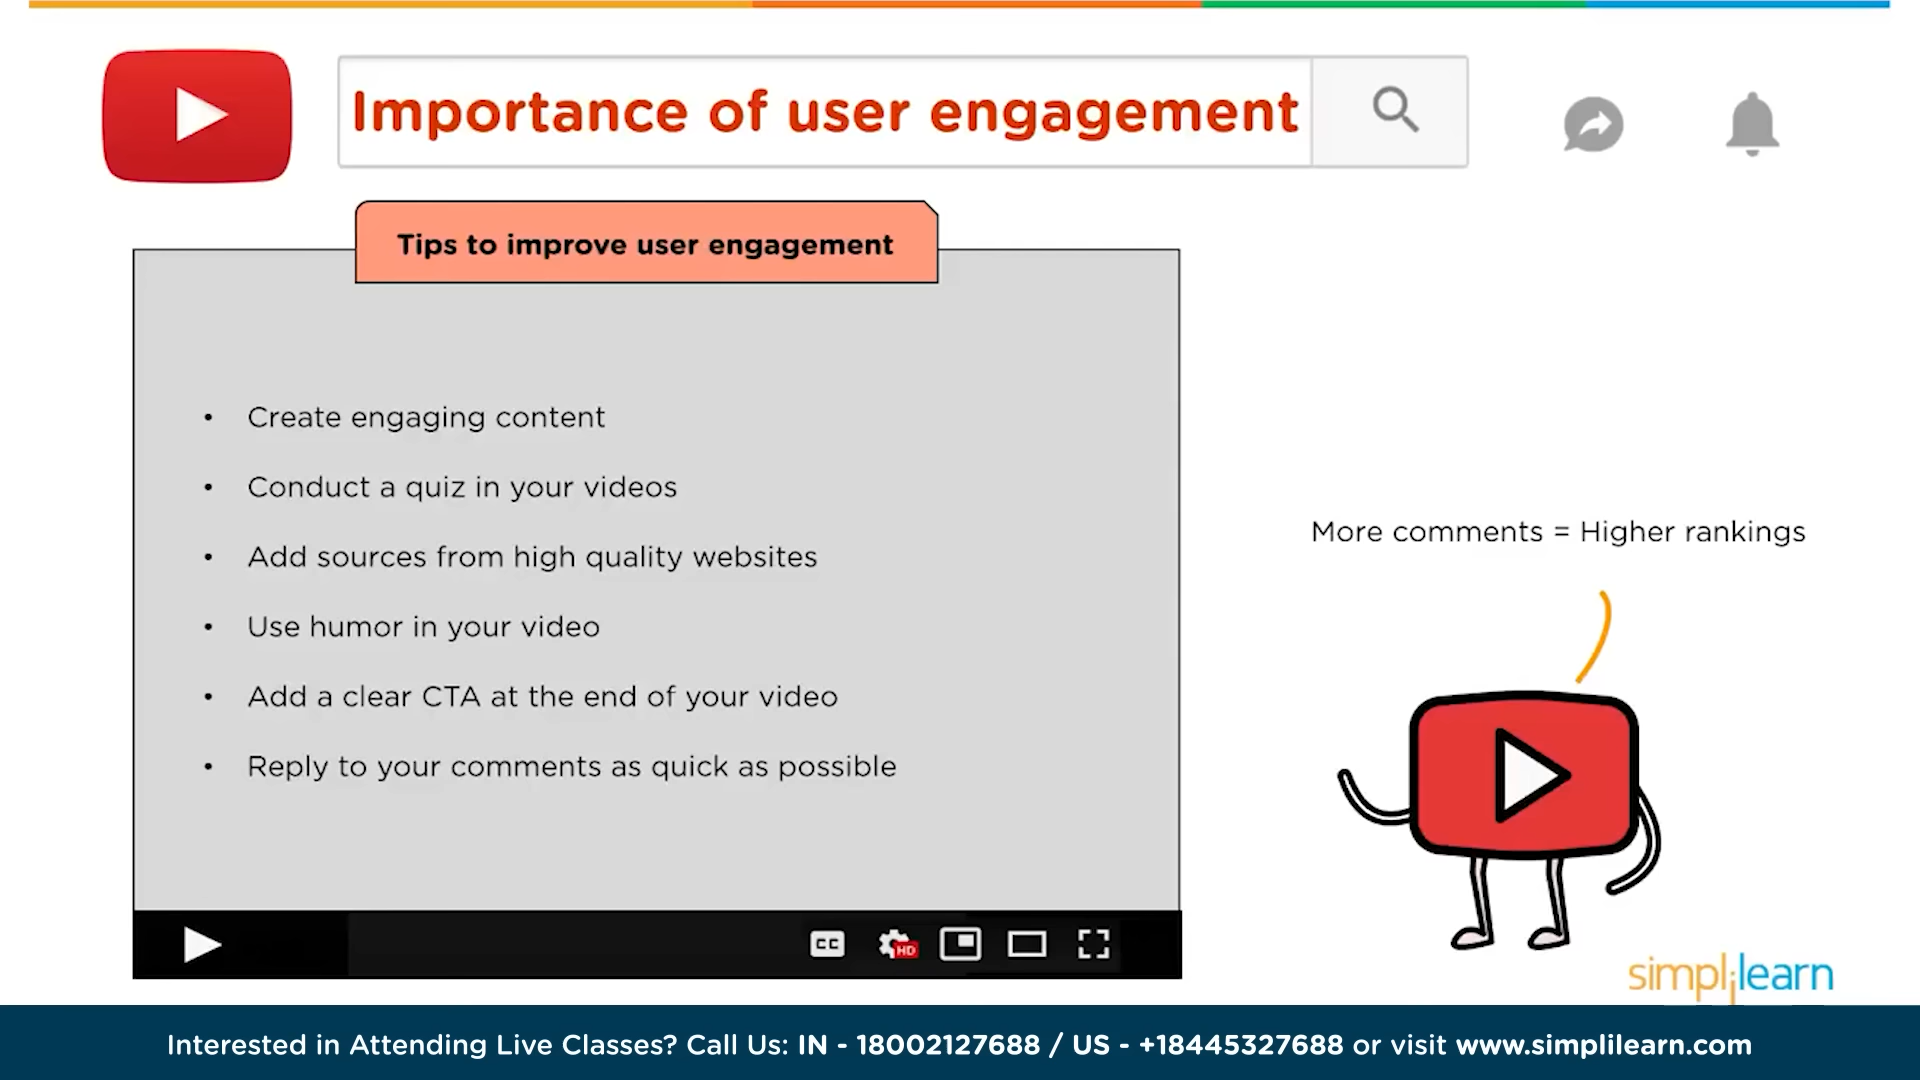 Importance of user engagement
Tips to improve user engagement
• Create engaging content
• Conduct a quiz in your videos
• Add sources from high quality websites
• Use humor in your video
• Add a clear CTA at the end of your video
• Reply to your comments as quick as possible
More comments = Higher rankings
CC
HD
simplilearn
Interested in Attending Live Classes? Call Us: IN - 18002127688 / US - +18445327688 or visit www.simplilearn.com